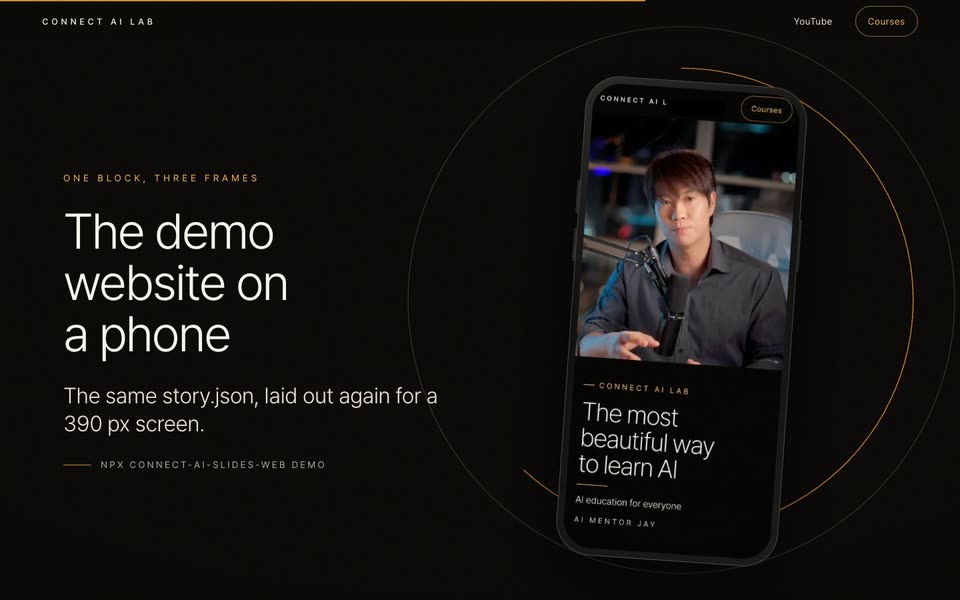 CONNECT AI LAB
YouTube
Courses
ONE BLOCK, THREE FRAMES
The demo
website on
a phone
The same story.json, laid out again for a
390 px screen.
NPX CONNECT-AI-SLIDES-WEB DEMO
CONNECT AI L
Courses
CONNECT AI LAB
The most
beautiful way
to learn AI
AI education for everyone
AI MENTOR JAY